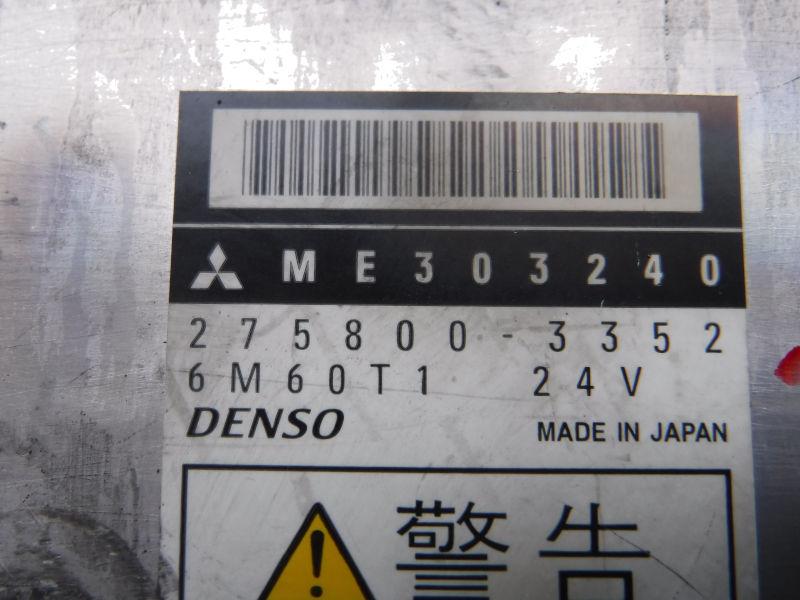 ME303240
275800-3352
6M60T1 24V
DENSO MADE IN JAPAN
警告